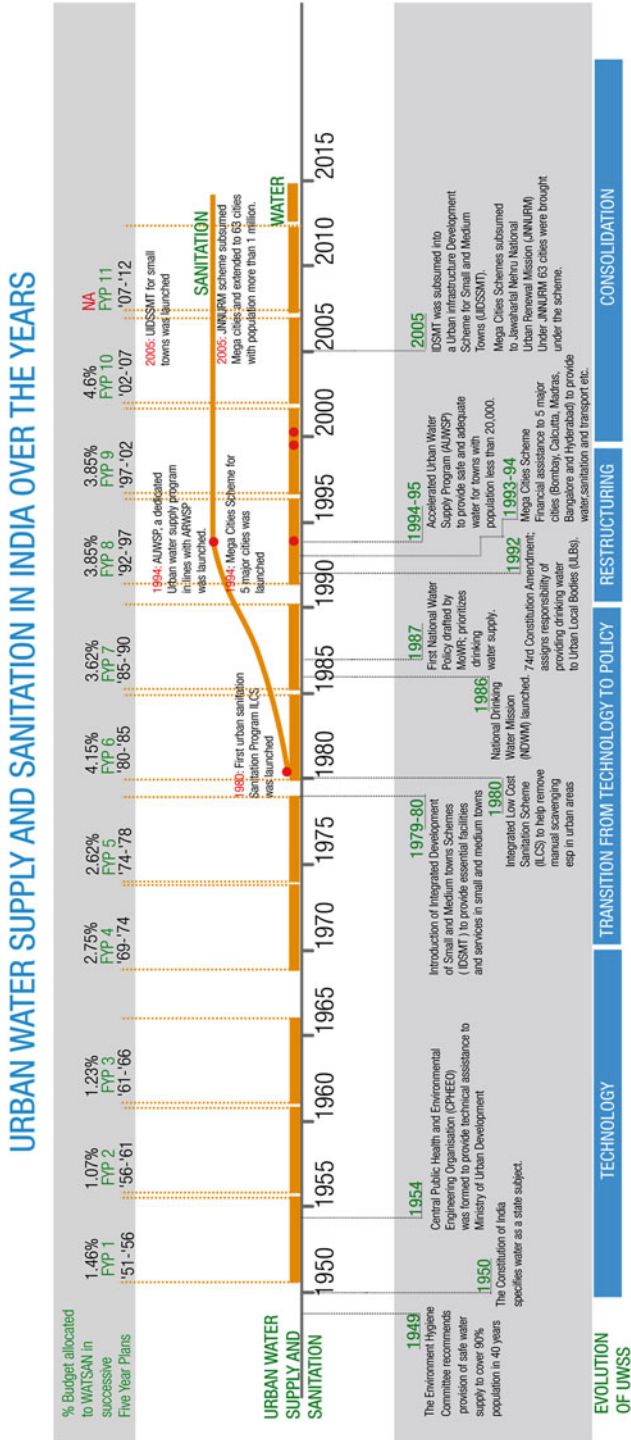 URBAN WATER SUPPLY AND SANITATION IN INDIA OVER THE YEARS
% Budget allocated
to WATSAN in
successive
Five Year Plans
1.46%
FYP 1
'51-'56
1.07%
FYP 2
'56-'61
1.23%
FYP 3
'61-'66
2.75%
FYP 4
'69-'74
2.62%
FYP 5
'74-'78
4.15%
FYP 6
'80-'85
3.62%
FYP 7
'85-'90
3.85%
FYP 8
'92-'97
3.85%
FYP 9
'97-'02
4.6%
FYP 10
'02-'07
NA
FYP 11
'07-'12
1980: First urban sanitation
Sanitation Program ILCS
was launched
1994: AUWSP, a dedicated
Urban water supply program
in lines with ARWSP
was launched.
1994: Mega Cities Scheme for
5 major cities was
launched
2005: UIDSSMT for small
towns was launched
SANITATION
2005: JNNURM scheme subsumed
Mega cities and extended to 63 cities
with population more than 1 million.
WATER
URBAN WATER
SUPPLY AND
SANITATION
1950
1955
1960
1965
1970
1975
1980
1985
1990
1995
2000
2005
2010
2015
1949
The Environment Hygiene
Committee recommends
provision of safe water
supply to cover 90%
population in 40 years
1950
The Constitution of India
specifies water as a state subject.
1954
Central Public Health and Environmental
Engineering Organisation (CPHEEO)
was formed to provide technical assistance to
Ministry of Urban Development
1979-80
Introduction of Integrated Development
of Small and Medium towns Schemes
( IDSMT ) to provide essential facilities
and services in small and medium towns
1980
Integrated Low Cost
Sanitation Scheme
(ILCS) to help remove
manual scavenging
esp in urban areas
1986
National Drinking
Water Mission
(NDWM) launched.
1987
First National Water
Policy drafted by
MoWR; prioritizes
drinking
water supply.
1992
74rd Constitution Amendment;
assigns responsibility of
providing drinking water
to Urban Local Bodies (ULBs).
1994-95
Accelerated Urban Water
Supply Program (AUWSP)
to provide safe and adequate
water for towns with
population less than 20,000.
1993-94
Mega Cities Scheme
Financial assistance to 5 major
cities (Bombay, Calcutta, Madras,
Bangalore and Hyderabad) to provide
water,sanitation and transport etc.
2005
IDSMT was subsumed into
a Urban infrastructure Development
Scheme for Small and Medium
Towns (UIDSSMT).
Mega Cities Schemes subsumed
to Jawaharlal Nehru National
Urban Renewal Mission (JNNURM)
Under JNNURM 63 cities were brought
under the scheme.
EVOLUTION
OF UWSS
TECHNOLOGY
TRANSITION FROM TECHNOLOGY TO POLICY
RESTRUCTURING
CONSOLIDATION